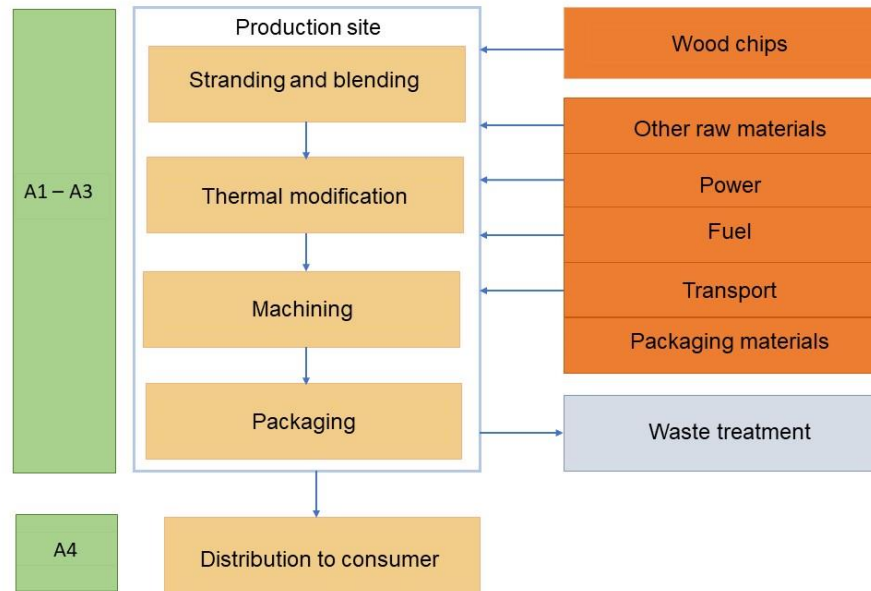 Production site
Wood chips
Stranding and blending
Other raw materials
A1 – A3
Thermal modification
Power
Fuel
Machining
Transport
Packaging materials
Packaging
Waste treatment
A4
Distribution to consumer